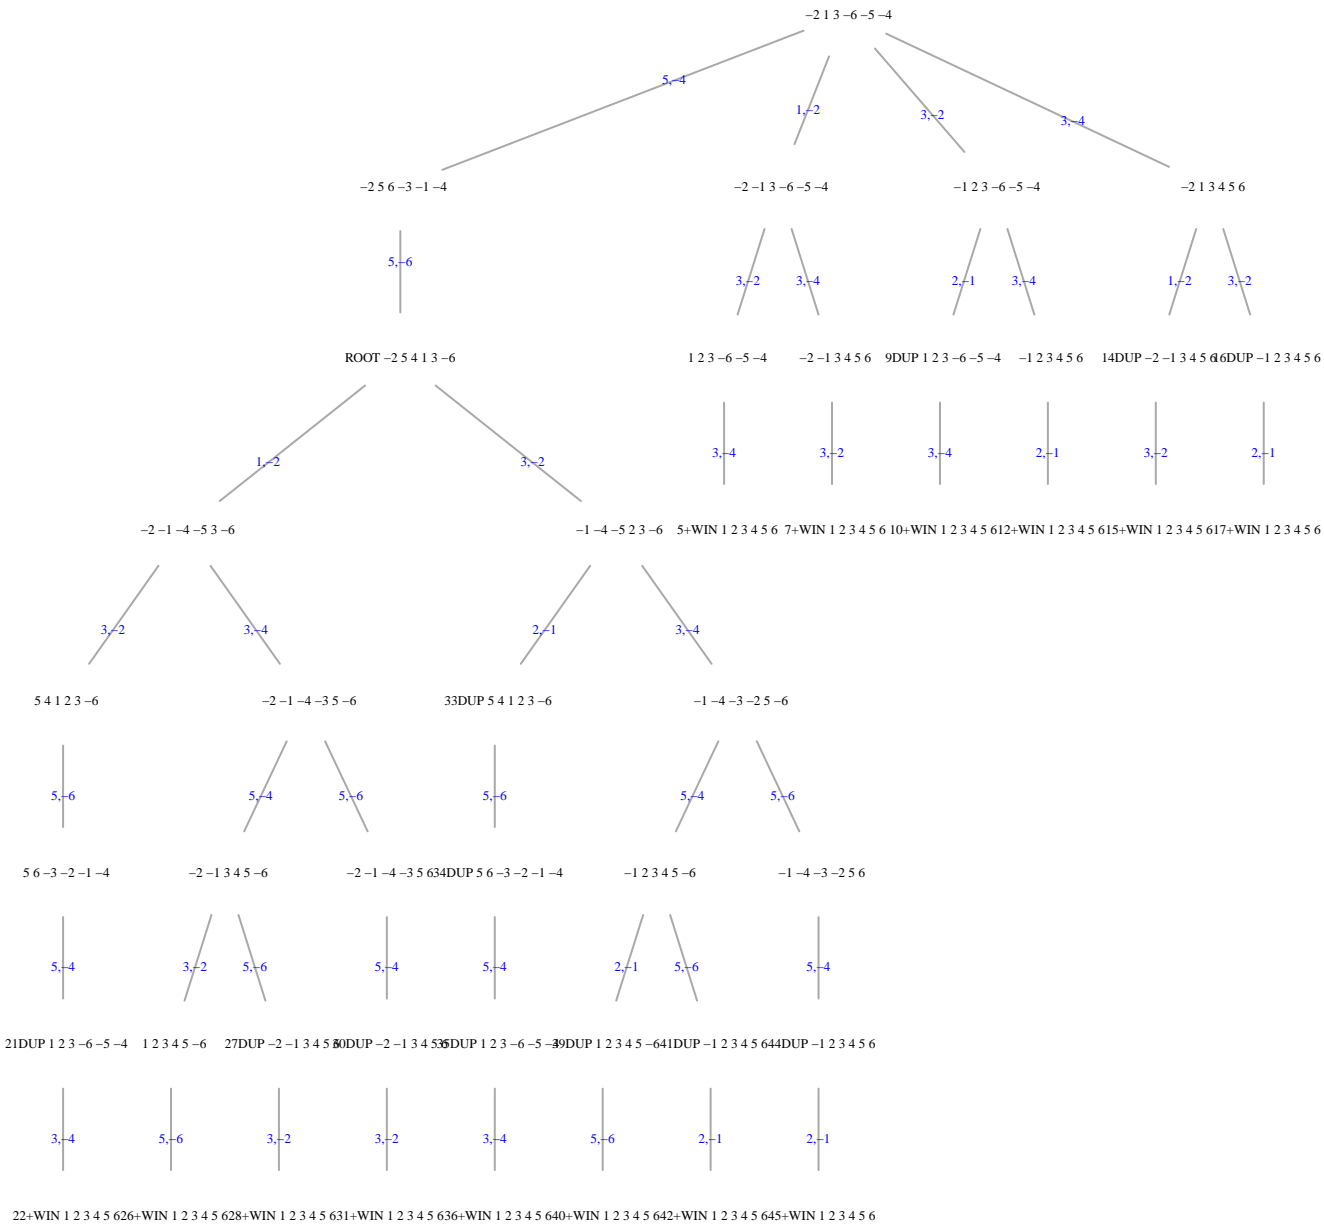 −2 1 3 −6 −5 −4
5,−4
1,−2
3,−2
3,−4
−2 5 6 −3 −1 −4
−2 −1 3 −6 −5 −4
−1 2 3 −6 −5 −4
−2 1 3 4 5 6
5,−6
3,−2
3,−4
2,−1
3,−4
1,−2
3,−2
ROOT −2 5 4 1 3 −6
1 2 3 −6 −5 −4
−2 −1 3 4 5 6
9DUP 1 2 3 −6 −5 −4
−1 2 3 4 5 6
14DUP −2 −1 3 4 5 6
16DUP −1 2 3 4 5 6
1,−2
3,−2
3,−4
3,−2
3,−4
2,−1
3,−2
2,−1
−2 −1 −4 −5 3 −6
−1 −4 −5 2 3 −6
5+WIN 1 2 3 4 5 6
7+WIN 1 2 3 4 5 6
10+WIN 1 2 3 4 5 6
12+WIN 1 2 3 4 5 6
15+WIN 1 2 3 4 5 6
17+WIN 1 2 3 4 5 6
3,−2
3,−4
2,−1
3,−4
5 4 1 2 3 −6
−2 −1 −4 −3 5 −6
33DUP 5 4 1 2 3 −6
−1 −4 −3 −2 5 −6
5,−6
5,−4
5,−6
5,−6
5,−4
5,−6
5 6 −3 −2 −1 −4
−2 −1 3 4 5 −6
−2 −1 −4 −3 5 6
34DUP 5 6 −3 −2 −1 −4
−1 2 3 4 5 −6
−1 −4 −3 −2 5 6
5,−4
3,−2
5,−6
5,−4
5,−4
2,−1
5,−6
5,−4
21DUP 1 2 3 −6 −5 −4
1 2 3 4 5 −6
27DUP −2 −1 3 4 5 6
30DUP −2 −1 3 4 5 6
35DUP 1 2 3 −6 −5 −4
39DUP 1 2 3 4 5 −6
41DUP −1 2 3 4 5 6
44DUP −1 2 3 4 5 6
3,−4
5,−6
3,−2
3,−2
3,−4
5,−6
2,−1
2,−1
22+WIN 1 2 3 4 5 6
26+WIN 1 2 3 4 5 6
28+WIN 1 2 3 4 5 6
31+WIN 1 2 3 4 5 6
36+WIN 1 2 3 4 5 6
40+WIN 1 2 3 4 5 6
42+WIN 1 2 3 4 5 6
45+WIN 1 2 3 4 5 6